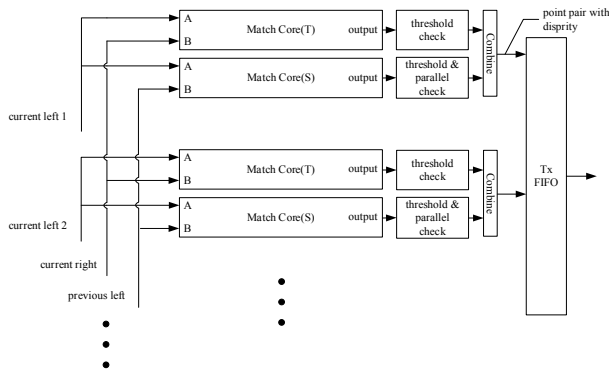 point pair with
disprity
A
B
Match Core(T)
output
threshold
check
Combine
A
B
Match Core(S)
output
threshold &
parallel
check
current left 1
A
B
Match Core(T)
output
threshold
check
Combine
A
B
Match Core(S)
output
threshold &
parallel
check
Tx
FIFO
current left 2
current right
previous left